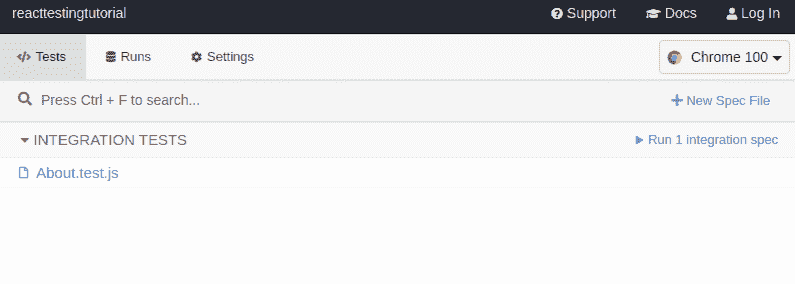 reacttestingtutorial Support Docs Log In
Tests Runs Settings Chrome 100
Press Ctrl + F to search... New Spec File
INTEGRATION TESTS Run 1 integration spec
About.test.js